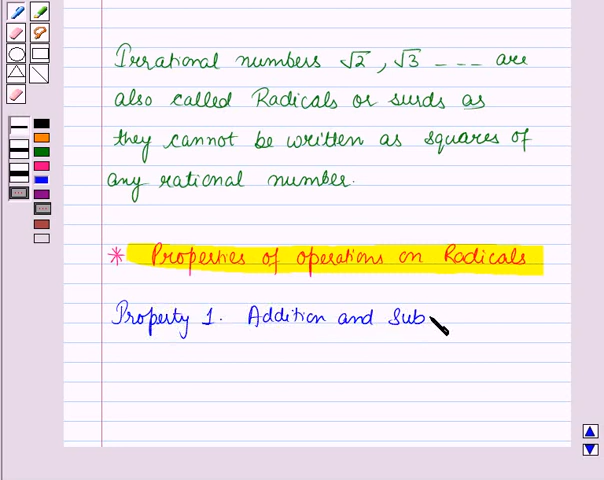 Irrational numbers √2, √3 --- are
also called Radicals or surds as
they cannot be written as squares of
any rational number.
* Properties of operations on Radicals
Property 1. Addition and Sub